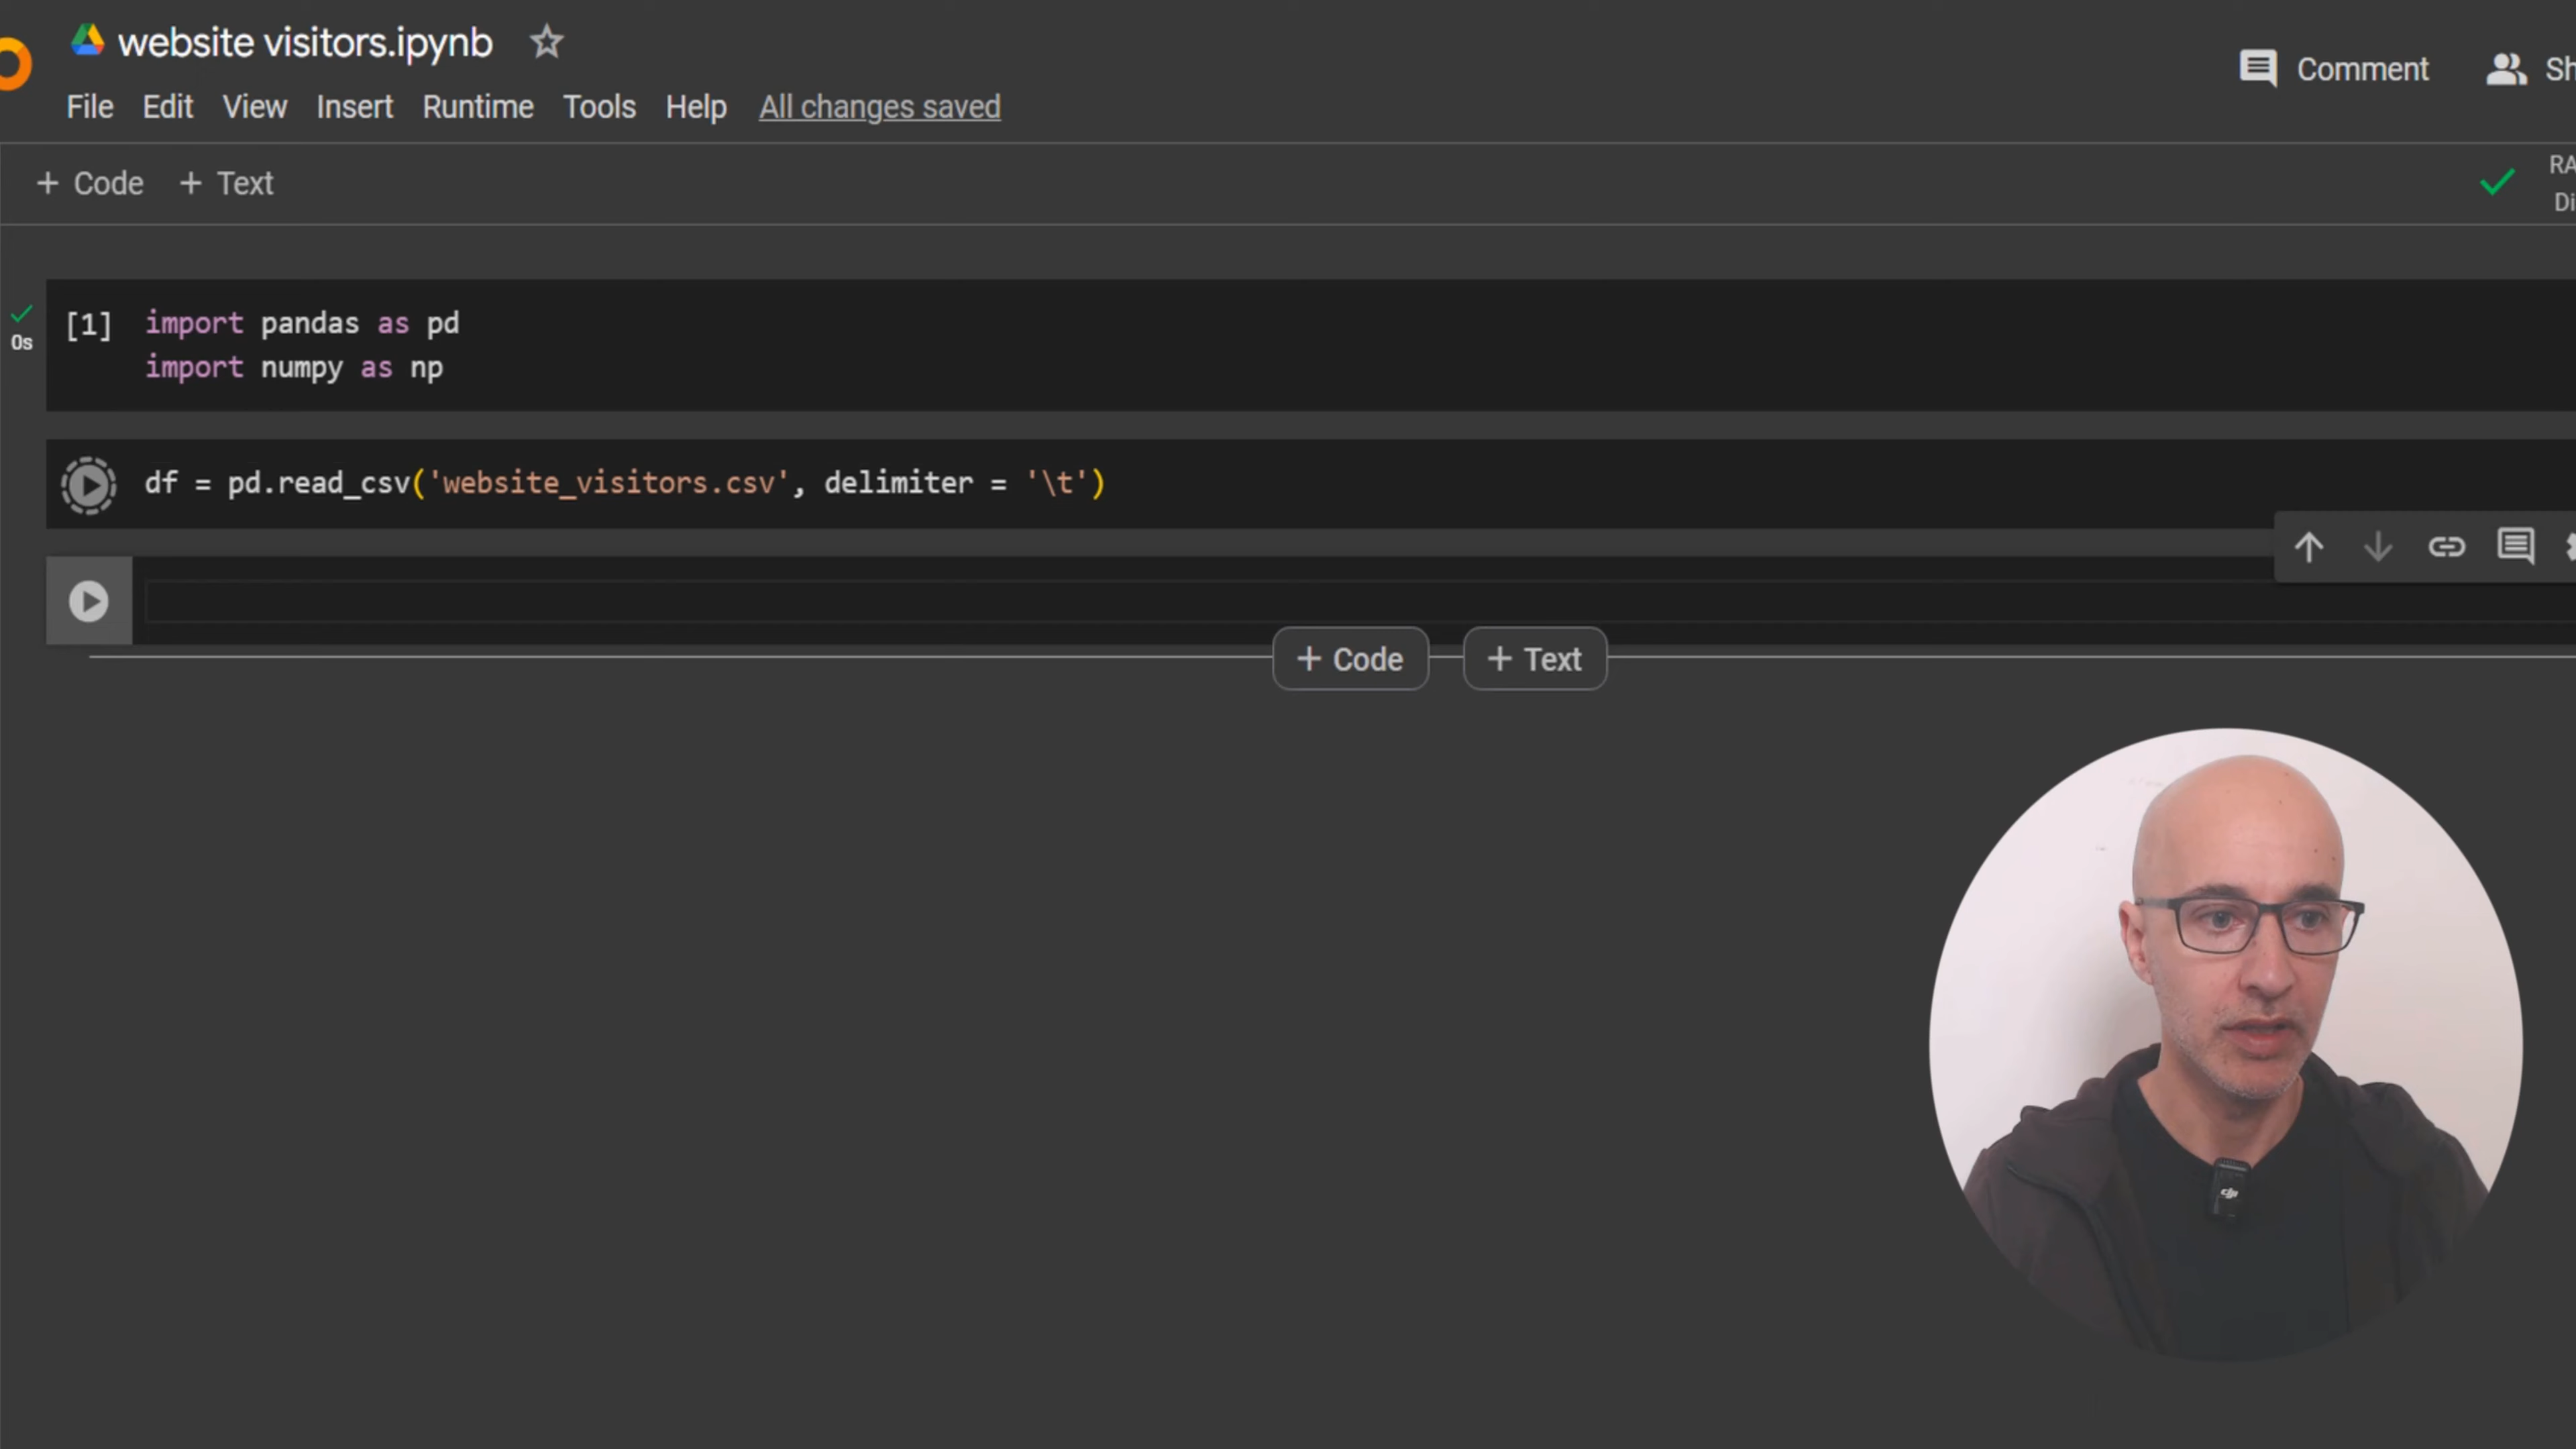 website visitors.ipynb
File Edit View Insert Runtime Tools Help All changes saved
Comment
+ Code + Text
[1] import pandas as pd
0s
import numpy as np
df = pd.read_csv('website_visitors.csv', delimiter = '\t')
+ Code + Text
dji